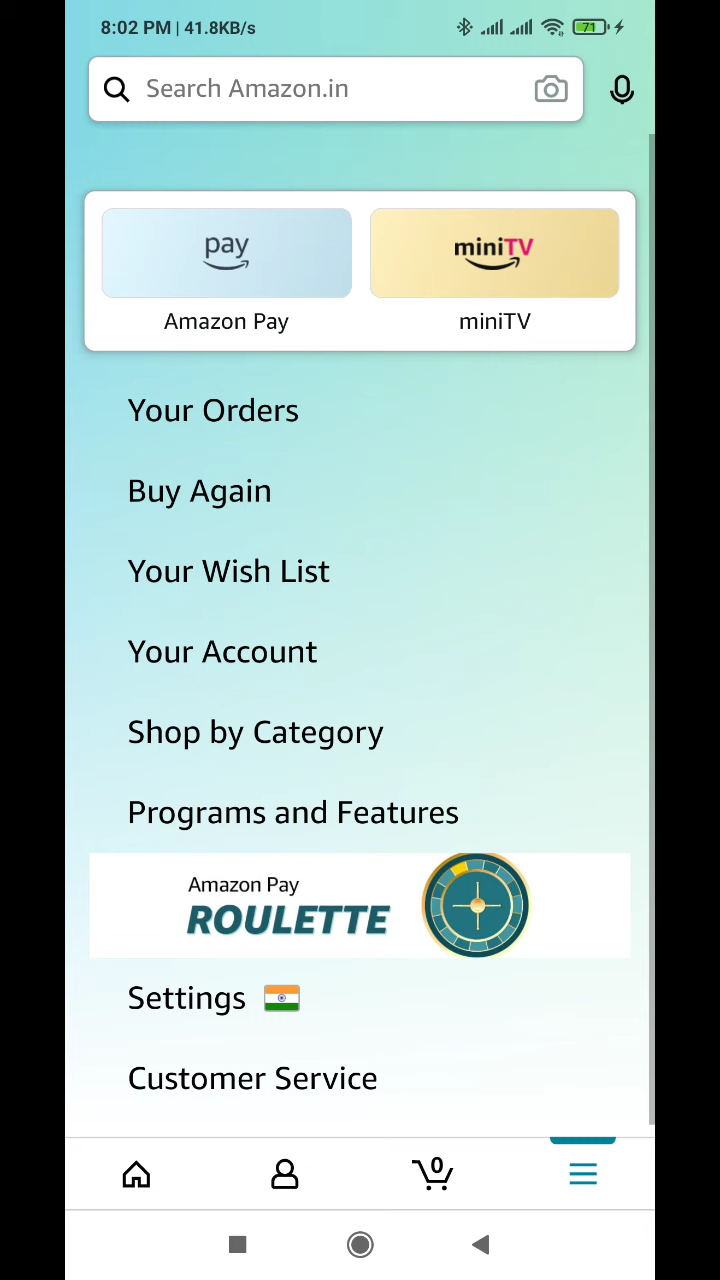 8:02 PM | 41.8KB/s
71
Search Amazon.in
pay
miniTV
Amazon Pay
miniTV
Your Orders
Buy Again
Your Wish List
Your Account
Shop by Category
Programs and Features
Amazon Pay
ROULETTE
Settings
Customer Service
0